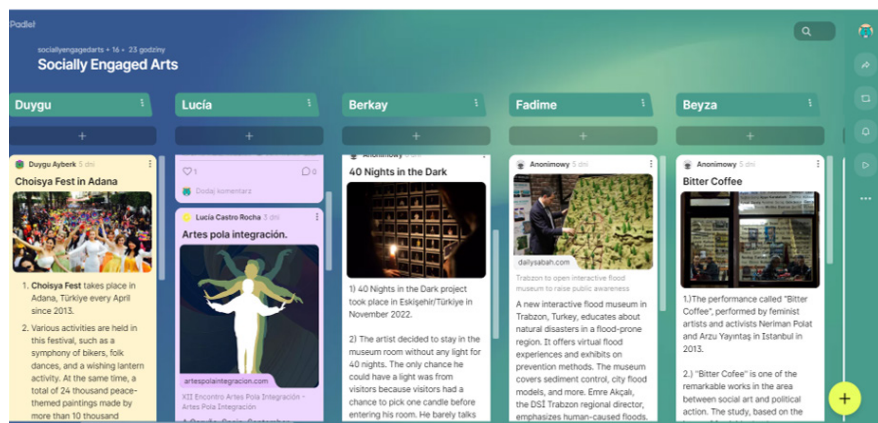 Padlet
sociallyengagedarts • 16 • 23 godziny
Socially Engaged Arts
Duygu
Lucía
Berkay
Fadime
Beyza
+
+
+
+
+
Duygu Ayberk 5 dni
Choisya Fest in Adana
1. Choisya Fest takes place in
Adana, Türkiye every April
since 2013.
2. Various activities are held in
this festival, such as a
symphony of bikers, folk
dances, and a wishing lantern
activity. At the same time, a
total of 24 thousand peace-
themed paintings made by
more than 10 thousand
1
0
Dodaj komentarz
Lucía Castro Rocha 3 dni
Artes pola integración.
artespolaintegracion.com
XII Encontro Artes Pola Integración -
Artes Pola Integración
Anonimowy 5 dni
40 Nights in the Dark
1) 40 Nights in the Dark project
took place in Eskişehir/Türkiye in
November 2022.
2) The artist decided to stay in the
museum room without any light for
40 nights. The only chance he
could have a light was from
visitors because visitors had a
chance to pick one candle before
entering his room. He barely talks
Anonimowy 5 dni
dailysabah.com
Trabzon to open interactive flood
museum to raise public awareness
A new interactive flood museum in
Trabzon, Turkey, educates about
natural disasters in a flood-prone
region. It offers virtual flood
experiences and exhibits on
prevention methods. The museum
covers sediment control, city flood
models, and more. Emre Akçalı,
the DSİ Trabzon regional director,
emphasizes human-caused floods.
Anonimowy 5 dni
Bitter Coffee
1.)The performance called "Bitter
Coffee", performed by feminist
artists and activists Neriman Polat
and Arzu Yayıntaş in Istanbul in
2013.
2.) "Bitter Cofee" is one of the
remarkable works in the area
between social art and political
action. The study, based on the
+